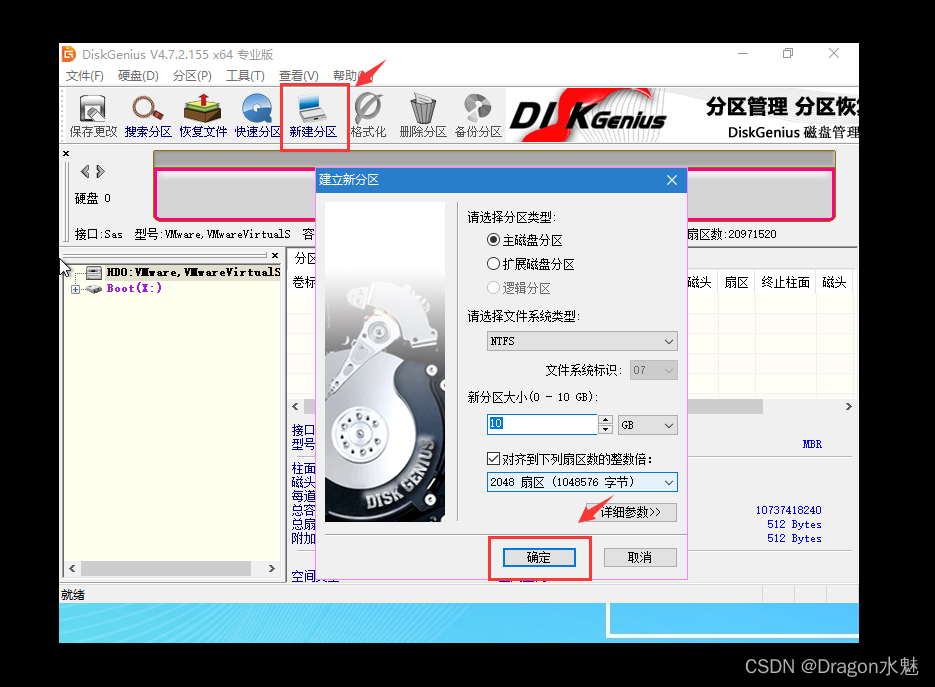 DiskGenius V4.7.2.155 x64 专业版
文件(F) 硬盘(D) 分区(P) 工具(T) 查看(V) 帮助
保存更改 搜索分区 恢复文件 快速分区 新建分区 格式化 删除分区 备份分区
DISKGENIUS
分区管理 分区恢
DiskGenius 磁盘管理
硬盘 0
接口:Sas 型号:VMware,VMwareVirtualS 容
扇区数:20971520
HD0:VMware,VMwareVirtualS
Boot(X:)
分区
卷标
磁头 扇区 终止柱面 磁头
建立新分区
请选择分区类型:
主磁盘分区
扩展磁盘分区
逻辑分区
请选择文件系统类型:
NTFS
文件系统标识: 07
新分区大小(0 - 10 GB):
10 GB
对齐到下列扇区数的整数倍:
2048 扇区 (1048576 字节)
详细参数>>
确定 取消
DISK GENIUS
接口
型号
MBR
柱面
磁头
每道
总容
10737418240
总扇
512 Bytes
附加
512 Bytes
就绪
CSDN @Dragon水魅